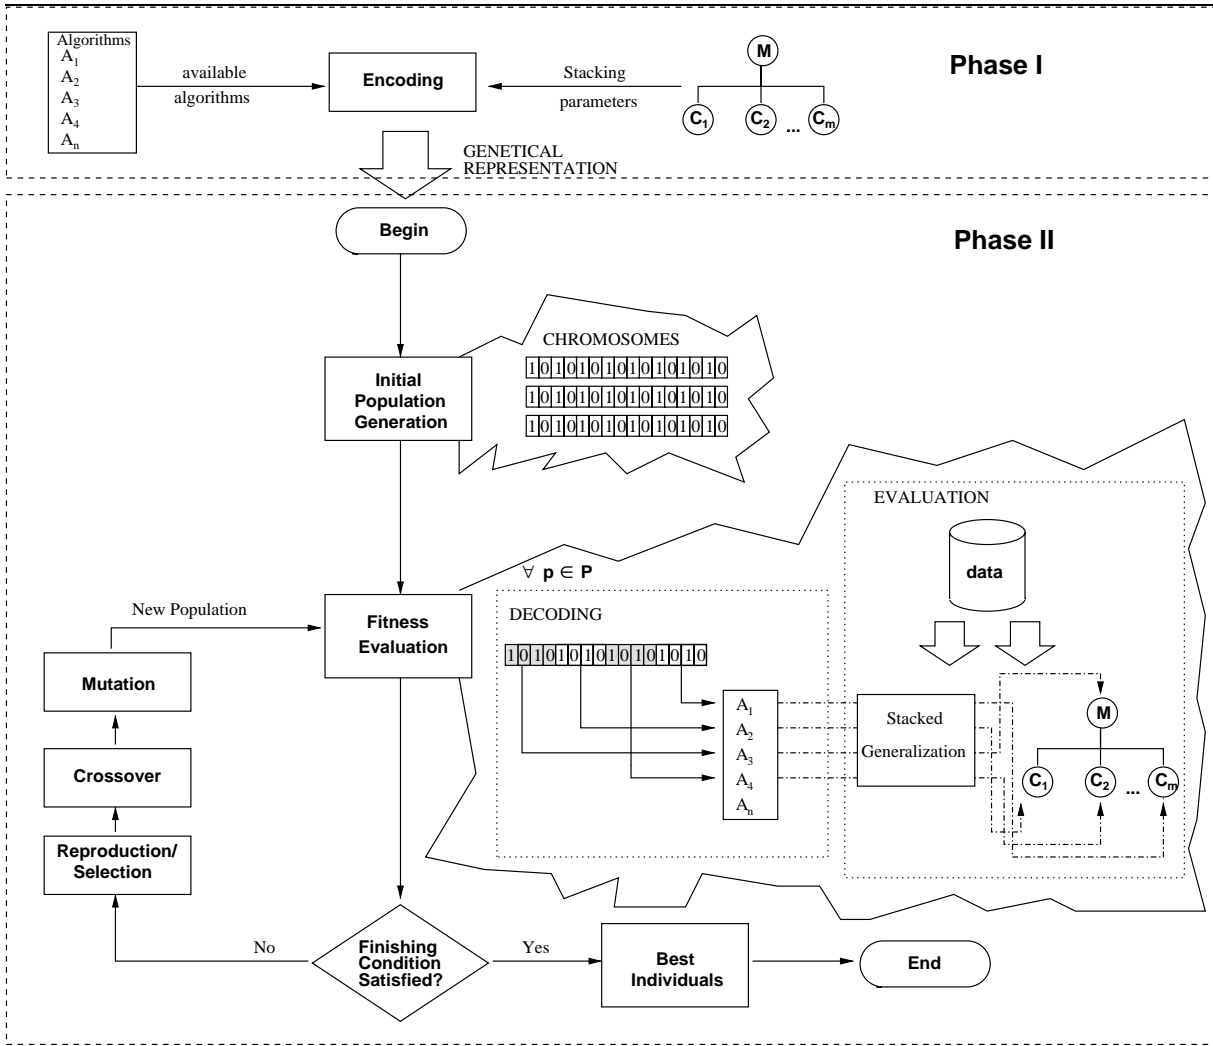 Algorithms
A1
A2
A3
A4
An
available
algorithms
Encoding
Stacking
parameters
M
C1
C2
...
Cm
Phase I
GENETICAL
REPRESENTATION
Begin
Phase II
CHROMOSOMES
1010101010101010
1010101010101010
1010101010101010
Initial
Population
Generation
EVALUATION
data
∀ p ∈ P
DECODING
1010101010101010
New Population
Fitness
Evaluation
Mutation
Crossover
Reproduction/
Selection
A1
A2
A3
A4
An
Stacked
Generalization
M
C1
C2
...
Cm
No
Finishing
Condition
Satisfied?
Yes
Best
Individuals
End